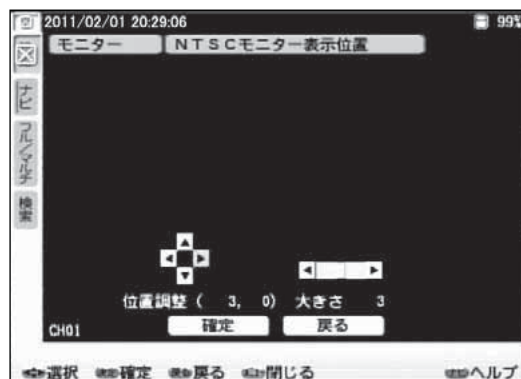 2011/02/01 20:29:06 99%
モニター NTSCモニター表示位置
ナビ
フル/マルチ
検索
位置調整( 3, 0) 大きさ 3
CH01 確定 戻る
選択 確定 戻る 閉じる ヘルプ